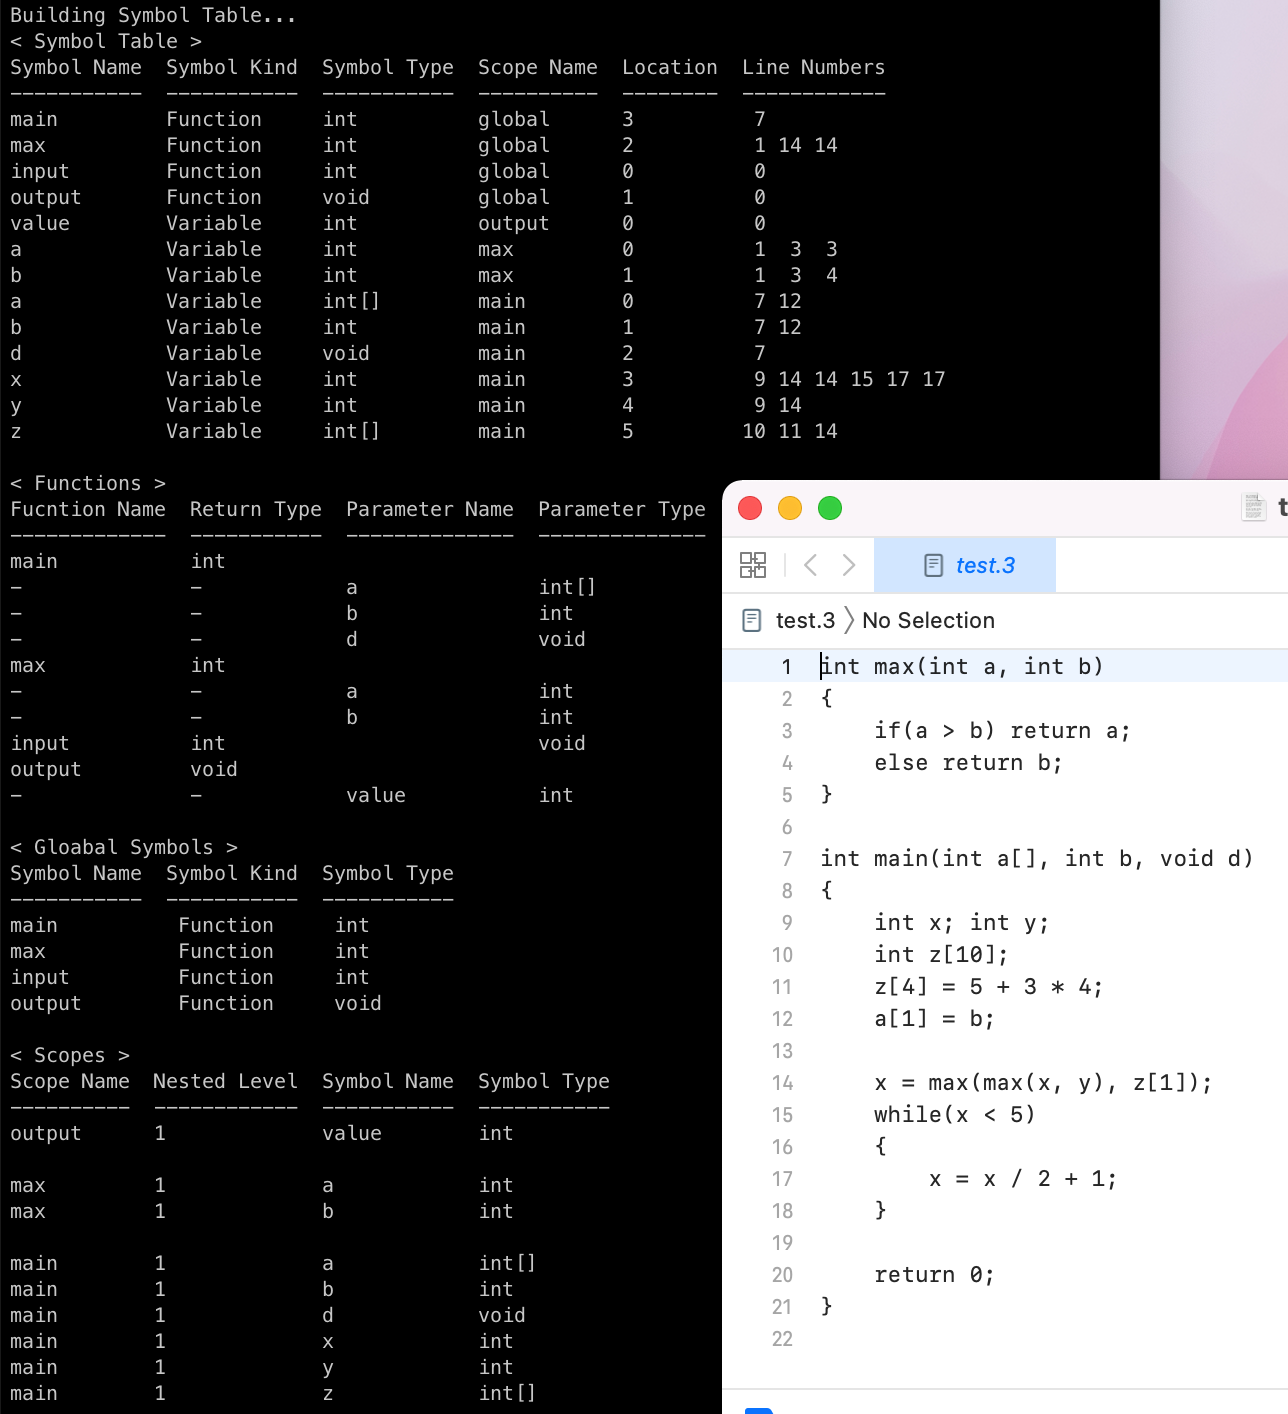 Building Symbol Table...
< Symbol Table >
Symbol Name  Symbol Kind  Symbol Type  Scope Name  Location  Line Numbers
-----------  -----------  -----------  ----------  --------  ------------
main         Function     int          global      3          7
max          Function     int          global      2          1 14 14
input        Function     int          global      0          0
output       Function     void         global      1          0
value        Variable     int          output      0          0
a            Variable     int          max         0          1  3  3
b            Variable     int          max         1          1  3  4
a            Variable     int[]        main        0          7 12
b            Variable     int          main        1          7 12
d            Variable     void         main        2          7
x            Variable     int          main        3          9 14 14 15 17 17
y            Variable     int          main        4          9 14
z            Variable     int[]        main        5         10 11 14
< Functions >
Fucntion Name  Return Type  Parameter Name  Parameter Type
-------------  -----------  --------------  --------------
main           int
-              -            a               int[]
-              -            b               int
-              -            d               void
max            int
-              -            a               int
-              -            b               int
input          int                          void
output         void
-              -            value           int
< Gloabal Symbols >
Symbol Name  Symbol Kind  Symbol Type
-----------  -----------  -----------
main          Function     int
max           Function     int
input         Function     int
output        Function     void
< Scopes >
Scope Name  Nested Level  Symbol Name  Symbol Type
----------  ------------  -----------  -----------
output      1             value        int
max         1             a            int
max         1             b            int
main        1             a            int[]
main        1             b            int
main        1             d            void
main        1             x            int
main        1             y            int
main        1             z            int[]
t
test.3
test.3 〉No Selection
1 int max(int a, int b)
2 {
3     if(a > b) return a;
4     else return b;
5 }
6
7 int main(int a[], int b, void d)
8 {
9     int x; int y;
10     int z[10];
11     z[4] = 5 + 3 * 4;
12     a[1] = b;
13
14     x = max(max(x, y), z[1]);
15     while(x < 5)
16     {
17         x = x / 2 + 1;
18     }
19
20     return 0;
21 }
22